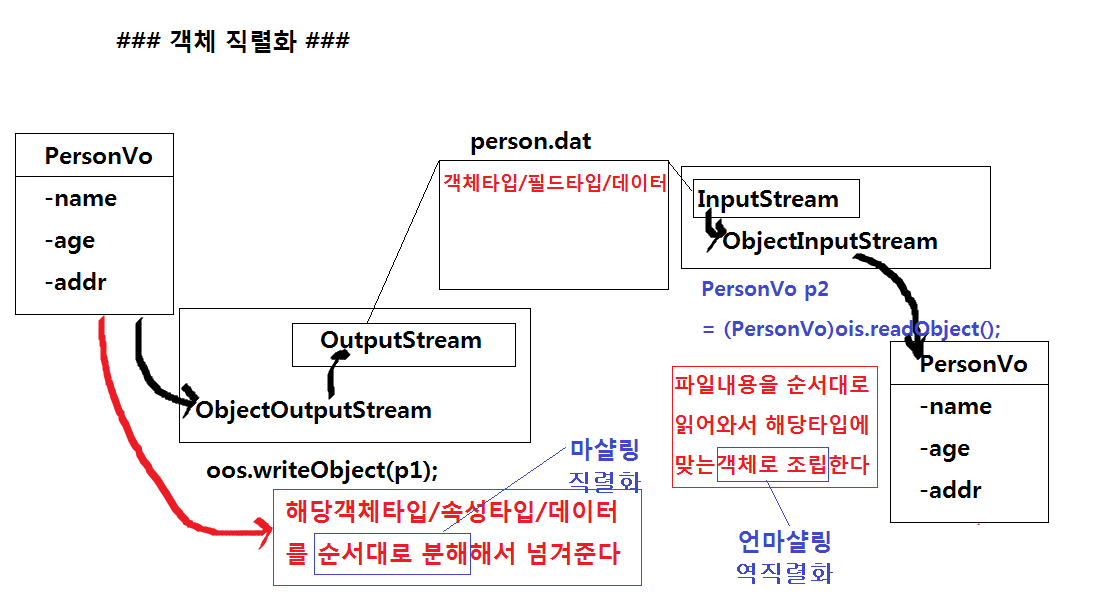 ### 객체 직렬화 ###
PersonVo
-name
-age
-addr
person.dat
객체타입/필드타입/데이터
InputStream
ObjectInputStream
PersonVo p2
= (PersonVo)ois.readObject();
OutputStream
ObjectOutputStream
oos.writeObject(p1);
마샬링
직렬화
해당객체타입/속성타입/데이터
를 순서대로 분해해서 넘겨준다
파일내용을 순서대로
읽어와서 해당타입에
맞는객체로 조립한다
언마샬링
역직렬화
PersonVo
-name
-age
-addr